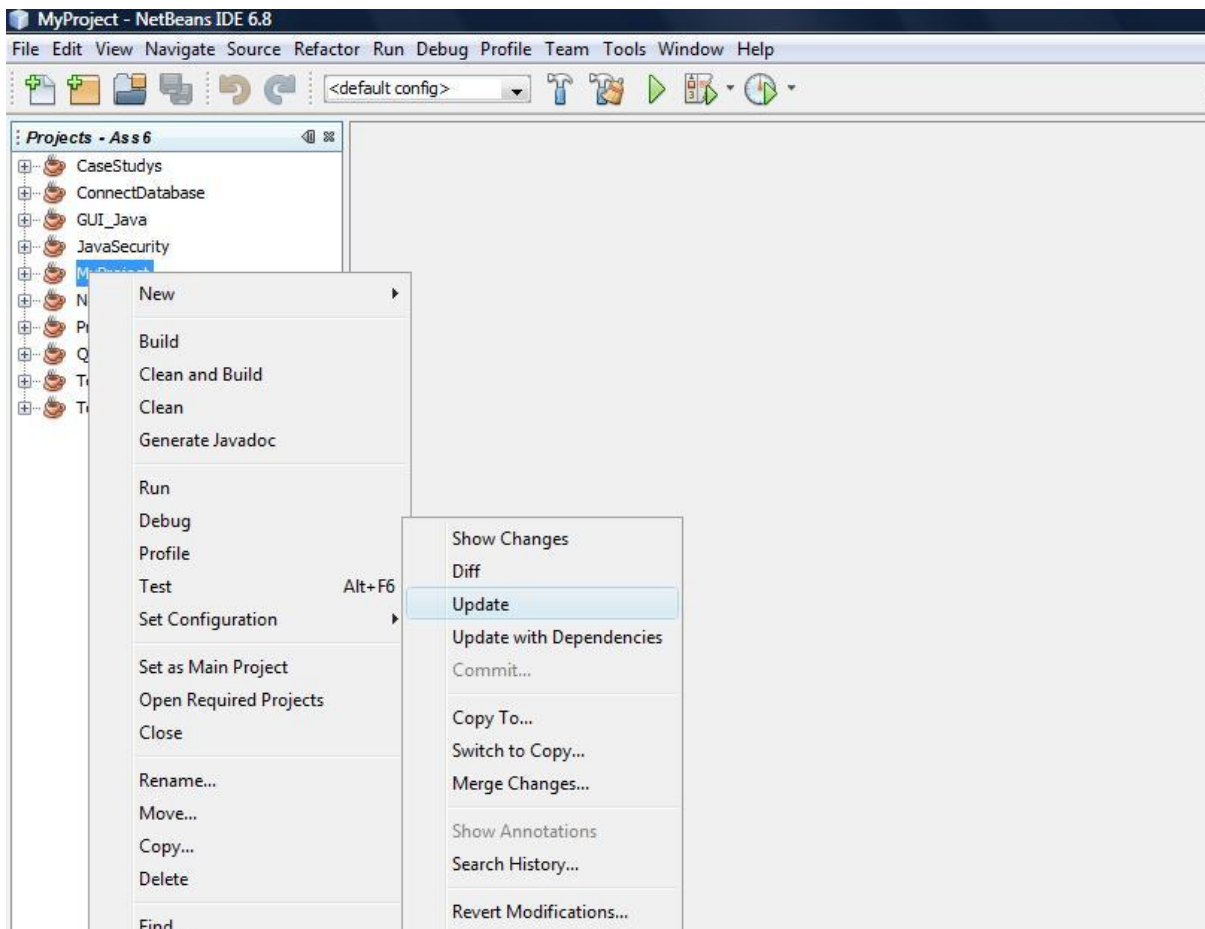 MyProject - NetBeans IDE 6.8
File Edit View Navigate Source Refactor Run Debug Profile Team Tools Window Help
<default config>
Projects - Ass6
CaseStudys
ConnectDatabase
GUI_Java
JavaSecurity
MyProject
New
Build
Clean and Build
Clean
Generate Javadoc
Run
Debug
Profile
Test Alt+F6
Set Configuration
Set as Main Project
Open Required Projects
Close
Rename...
Move...
Copy...
Delete
Find
Show Changes
Diff
Update
Update with Dependencies
Commit...
Copy To...
Switch to Copy...
Merge Changes...
Show Annotations
Search History...
Revert Modifications...